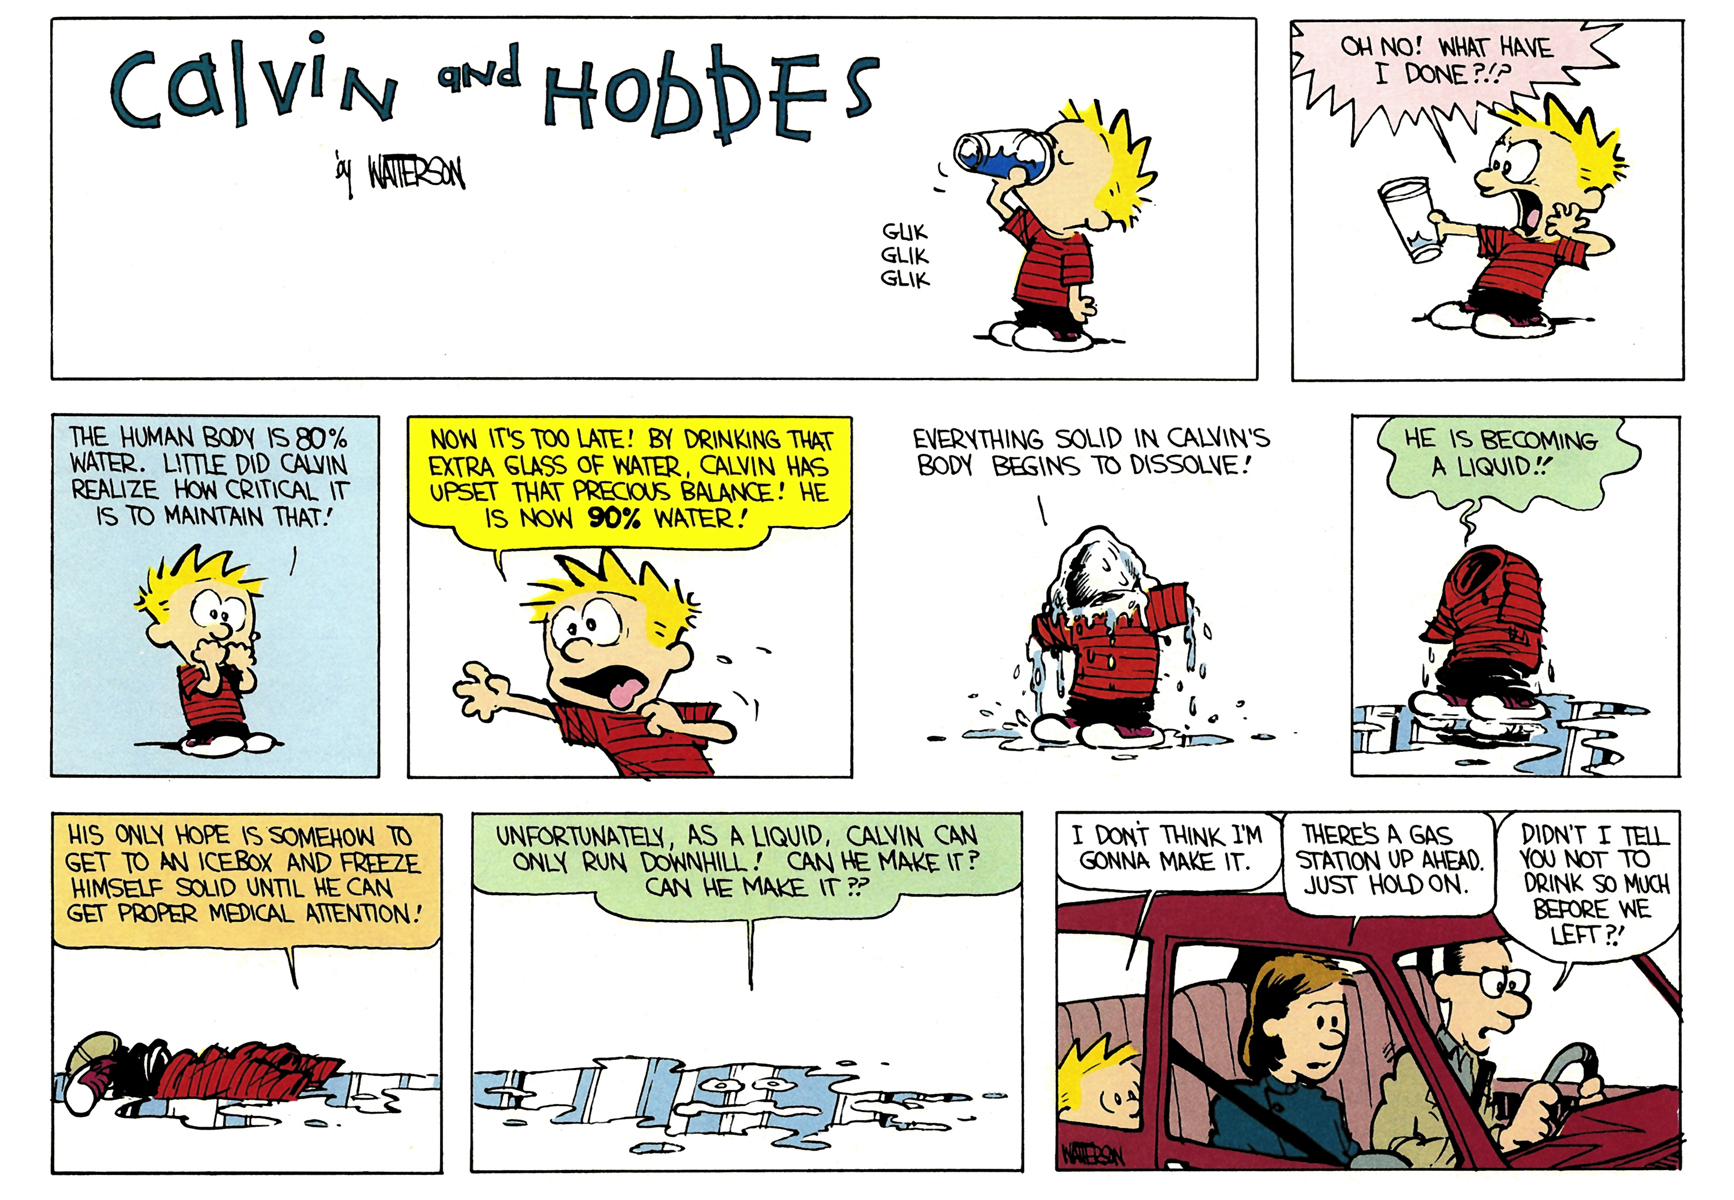 Calvin and HobbEs
by WATTERSON
GLIK
GLIK
GLIK
OH NO! WHAT HAVE
I DONE?!?
THE HUMAN BODY IS 80%
WATER. LITTLE DID CALVIN
REALIZE HOW CRITICAL IT
IS TO MAINTAIN THAT!
NOW IT'S TOO LATE! BY DRINKING THAT
EXTRA GLASS OF WATER, CALVIN HAS
UPSET THAT PRECIOUS BALANCE! HE
IS NOW 90% WATER!
EVERYTHING SOLID IN CALVIN'S
BODY BEGINS TO DISSOLVE!
HE IS BECOMING
A LIQUID!!
HIS ONLY HOPE IS SOMEHOW TO
GET TO AN ICEBOX AND FREEZE
HIMSELF SOLID UNTIL HE CAN
GET PROPER MEDICAL ATTENTION!
UNFORTUNATELY, AS A LIQUID, CALVIN CAN
ONLY RUN DOWNHILL! CAN HE MAKE IT?
CAN HE MAKE IT??
I DON'T THINK I'M
GONNA MAKE IT.
THERE'S A GAS
STATION UP AHEAD.
JUST HOLD ON.
DIDN'T I TELL
YOU NOT TO
DRINK SO MUCH
BEFORE WE
LEFT?!
WATTERSON